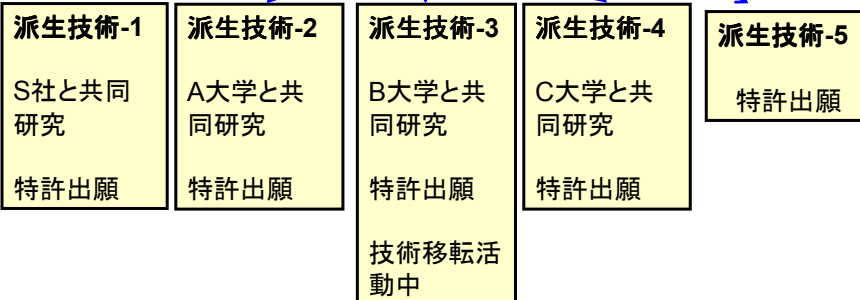 派生技術-1
S社と共同
研究
特許出願
派生技術-2
A大学と共
同研究
特許出願
派生技術-3
B大学と共
同研究
特許出願
技術移転活
動中
派生技術-4
C大学と共
同研究
特許出願
派生技術-5
特許出願